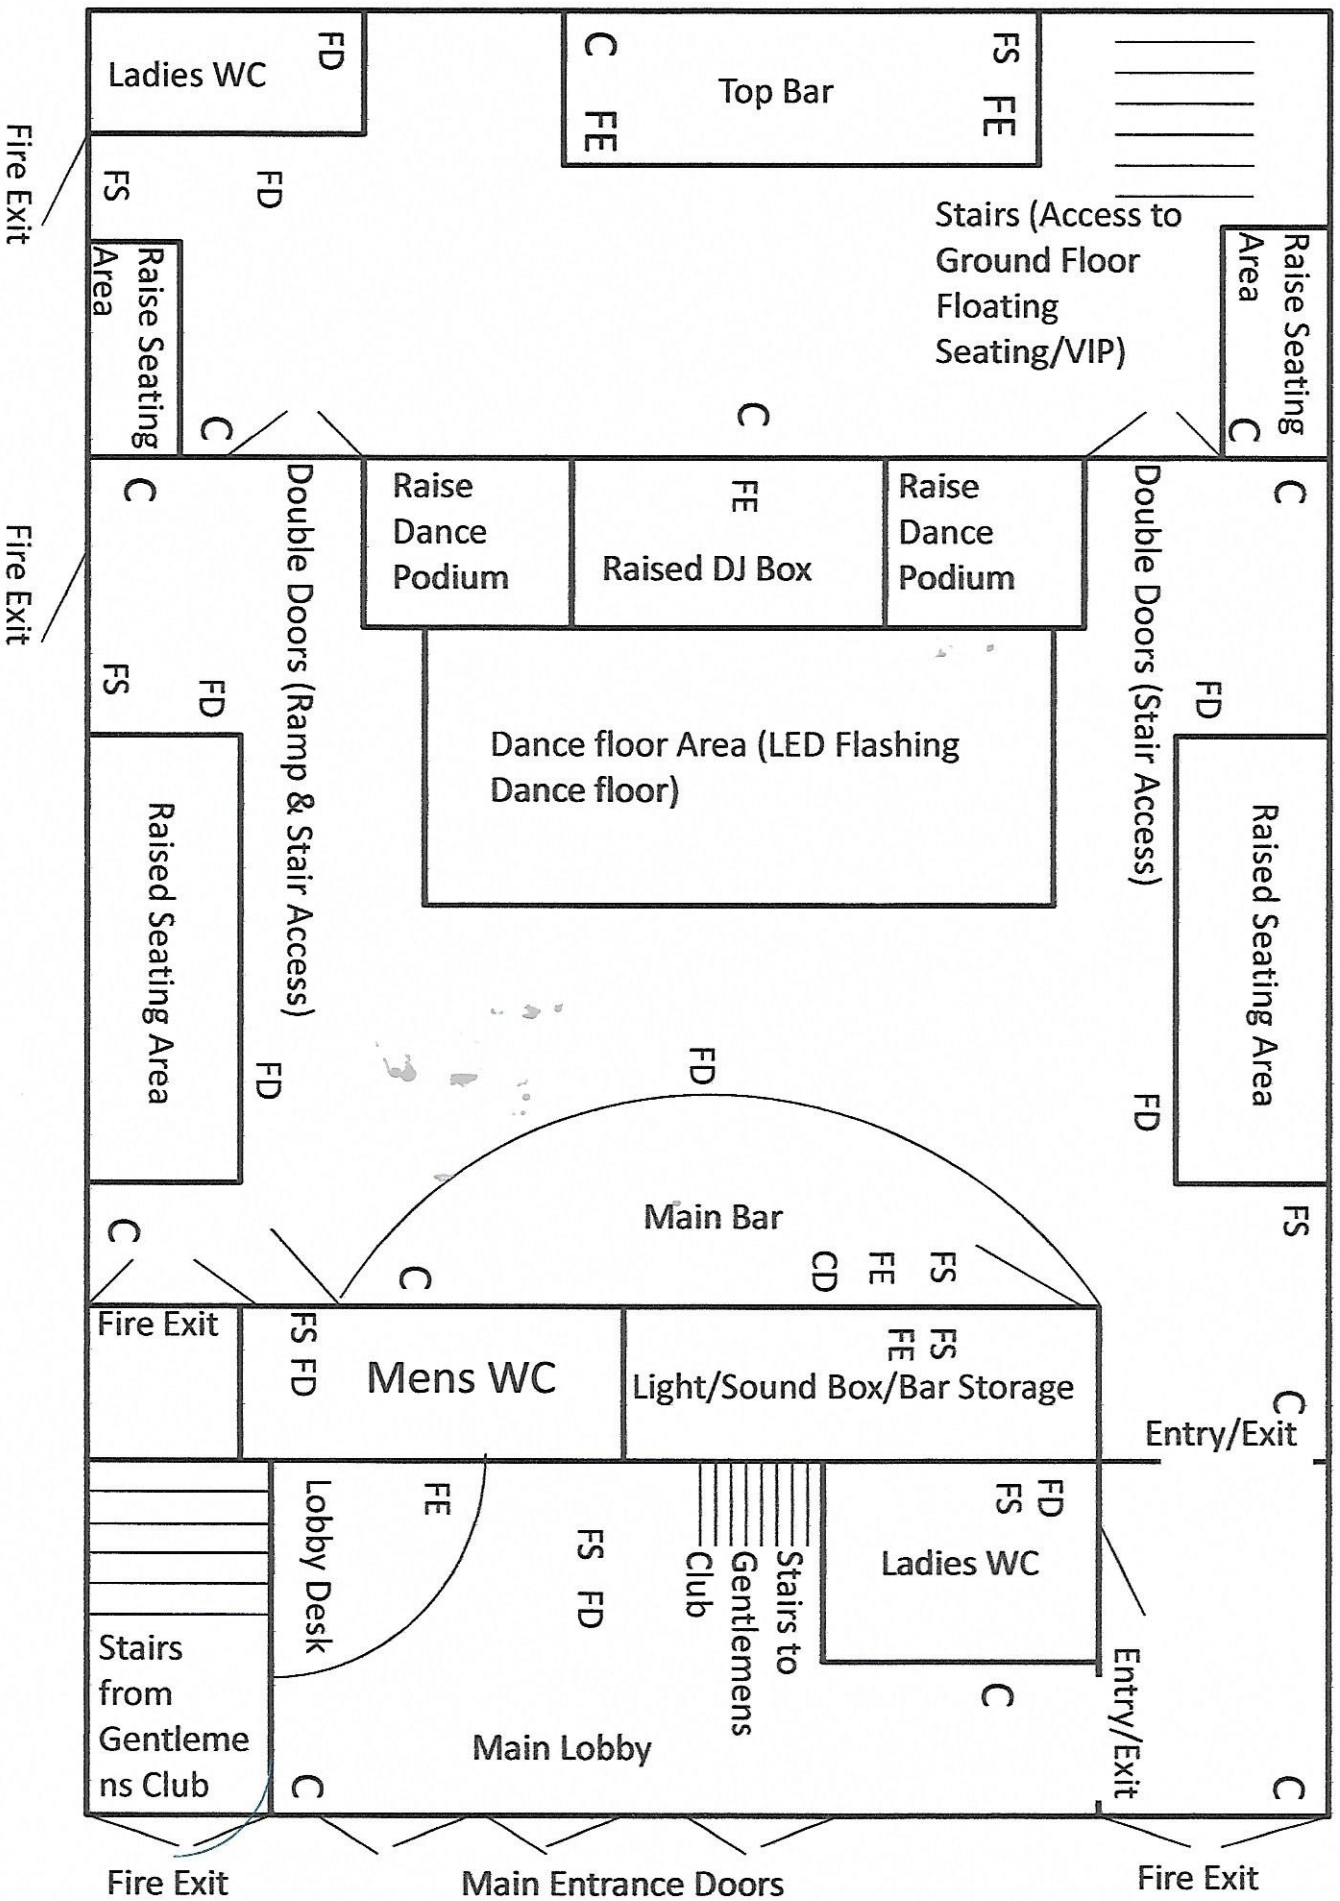 Ladies WC
FD
C
FE
Top Bar
FS
FE
Fire Exit
FS
FD
Stairs (Access to
Ground Floor
Floating
Seating/VIP)
Raise Seating
Area
C
C
Raise Seating
Area
C
C
Fire Exit
Double Doors (Ramp & Stair Access)
Raise
Dance
Podium
FE
Raised DJ Box
Raise
Dance
Podium
Double Doors (Stair Access)
C
FS
FD
FD
Dance floor Area (LED Flashing
Dance floor)
Raised Seating Area
Raised Seating Area
FD
FD
FD
Main Bar
C
C
CD
FE
FS
FS
Fire Exit
FS
FD
Mens WC
FE
FS
Light/Sound Box/Bar Storage
C
Entry/Exit
Lobby Desk
FE
FS
FD
Stairs to
Gentlemens
Club
FS
FD
Ladies WC
Stairs
from
Gentleme
ns Club
C
Main Lobby
C
Entry/Exit
C
Fire Exit
Main Entrance Doors
Fire Exit